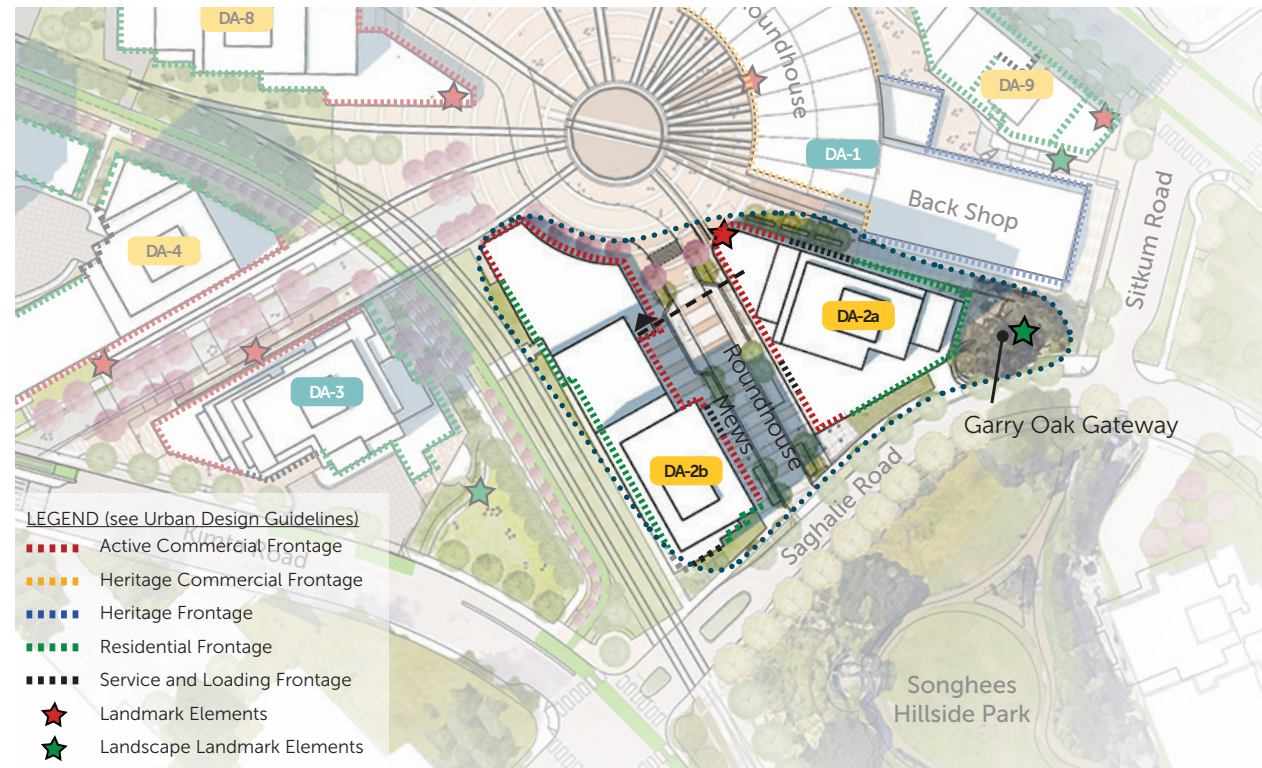 DA-8
Roundhouse
DA-9
DA-1
Back Shop
Sitkum Road
DA-4
DA-2a
DA-3
Roundhouse
Mews
Garry Oak Gateway
DA-2b
Saghalie Road
Kimta Road
LEGEND (see Urban Design Guidelines)
Active Commercial Frontage
Heritage Commercial Frontage
Heritage Frontage
Residential Frontage
Service and Loading Frontage
Landmark Elements
Landscape Landmark Elements
Songhees
Hillside Park